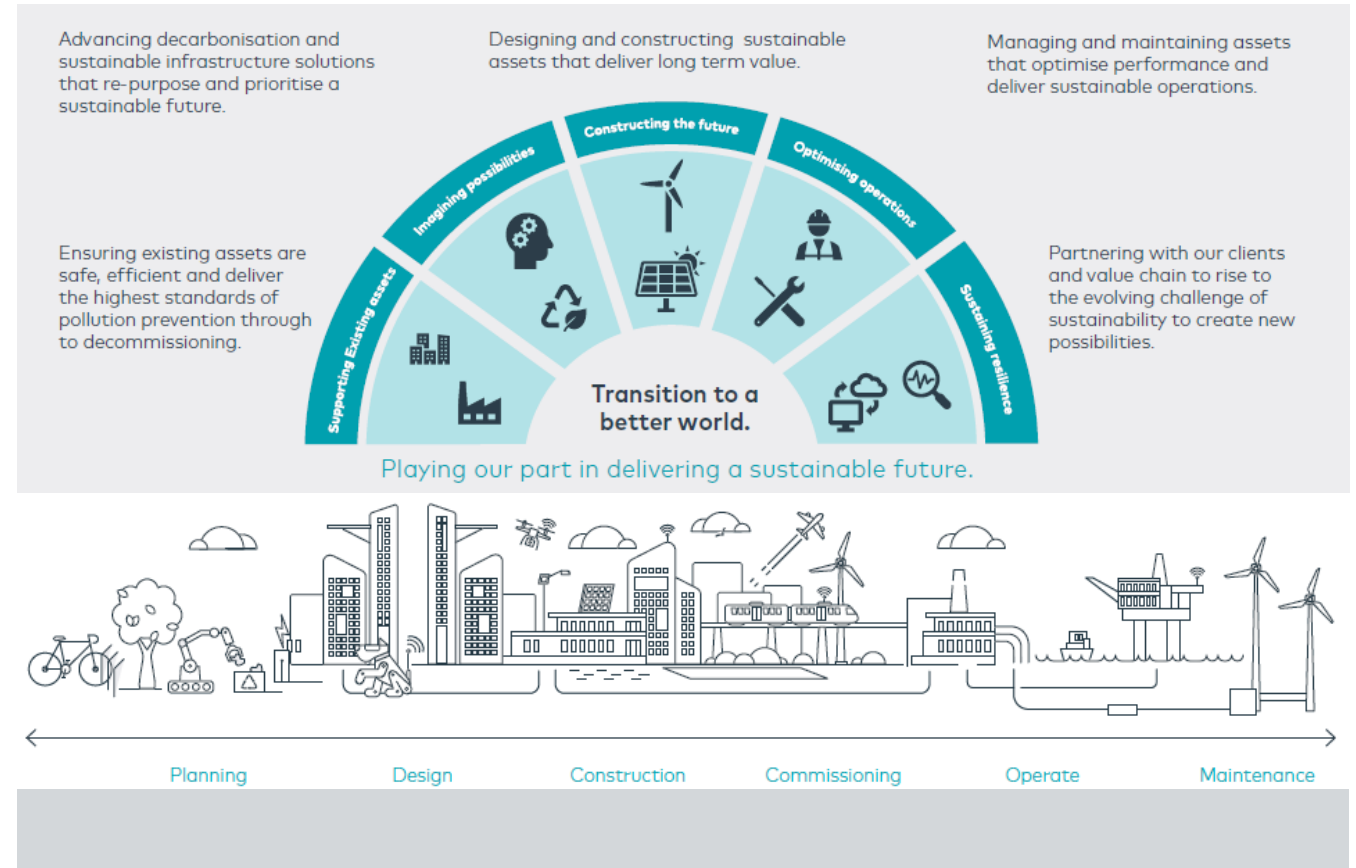 Advancing decarbonisation and
sustainable infrastructure solutions
that re-purpose and prioritise a
sustainable future.
Designing and constructing sustainable
assets that deliver long term value.
Managing and maintaining assets
that optimise performance and
deliver sustainable operations.
Ensuring existing assets are
safe, efficient and deliver
the highest standards of
pollution prevention through
to decommissioning.
Partnering with our clients
and value chain to rise to
the evolving challenge of
sustainability to create new
possibilities.
Supporting Existing assets
Imagining possibilities
Constructing the future
Optimising operations
Sustaining resilience
Transition to a
better world.
Playing our part in delivering a sustainable future.
Planning
Design
Construction
Commissioning
Operate
Maintenance